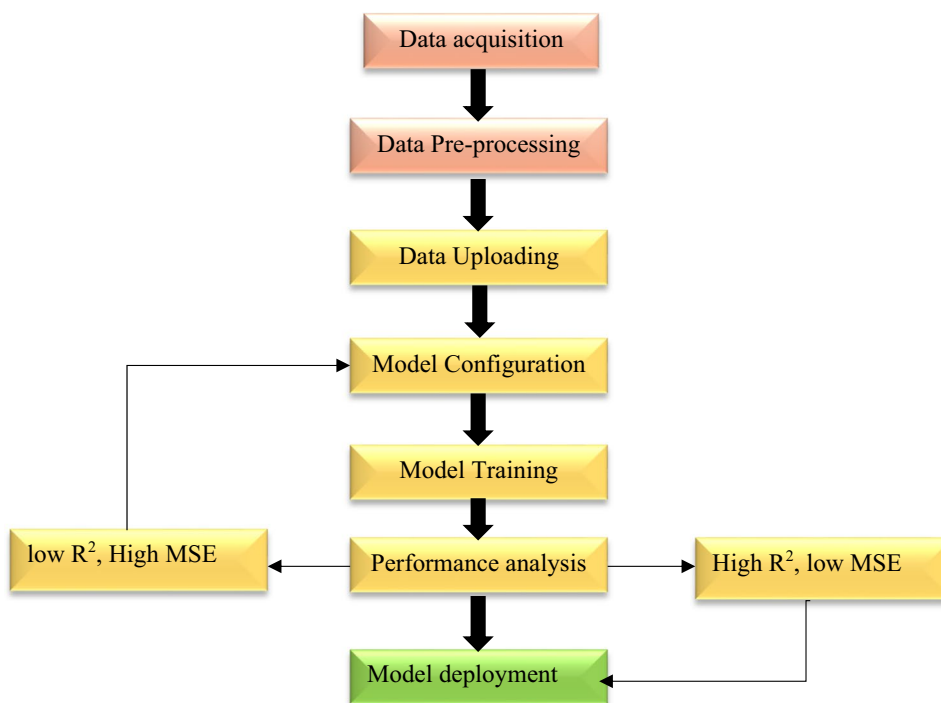 Data acquisition
Data Pre-processing
Data Uploading
Model Configuration
Model Training
low R², High MSE
Performance analysis
High R², low MSE
Model deployment